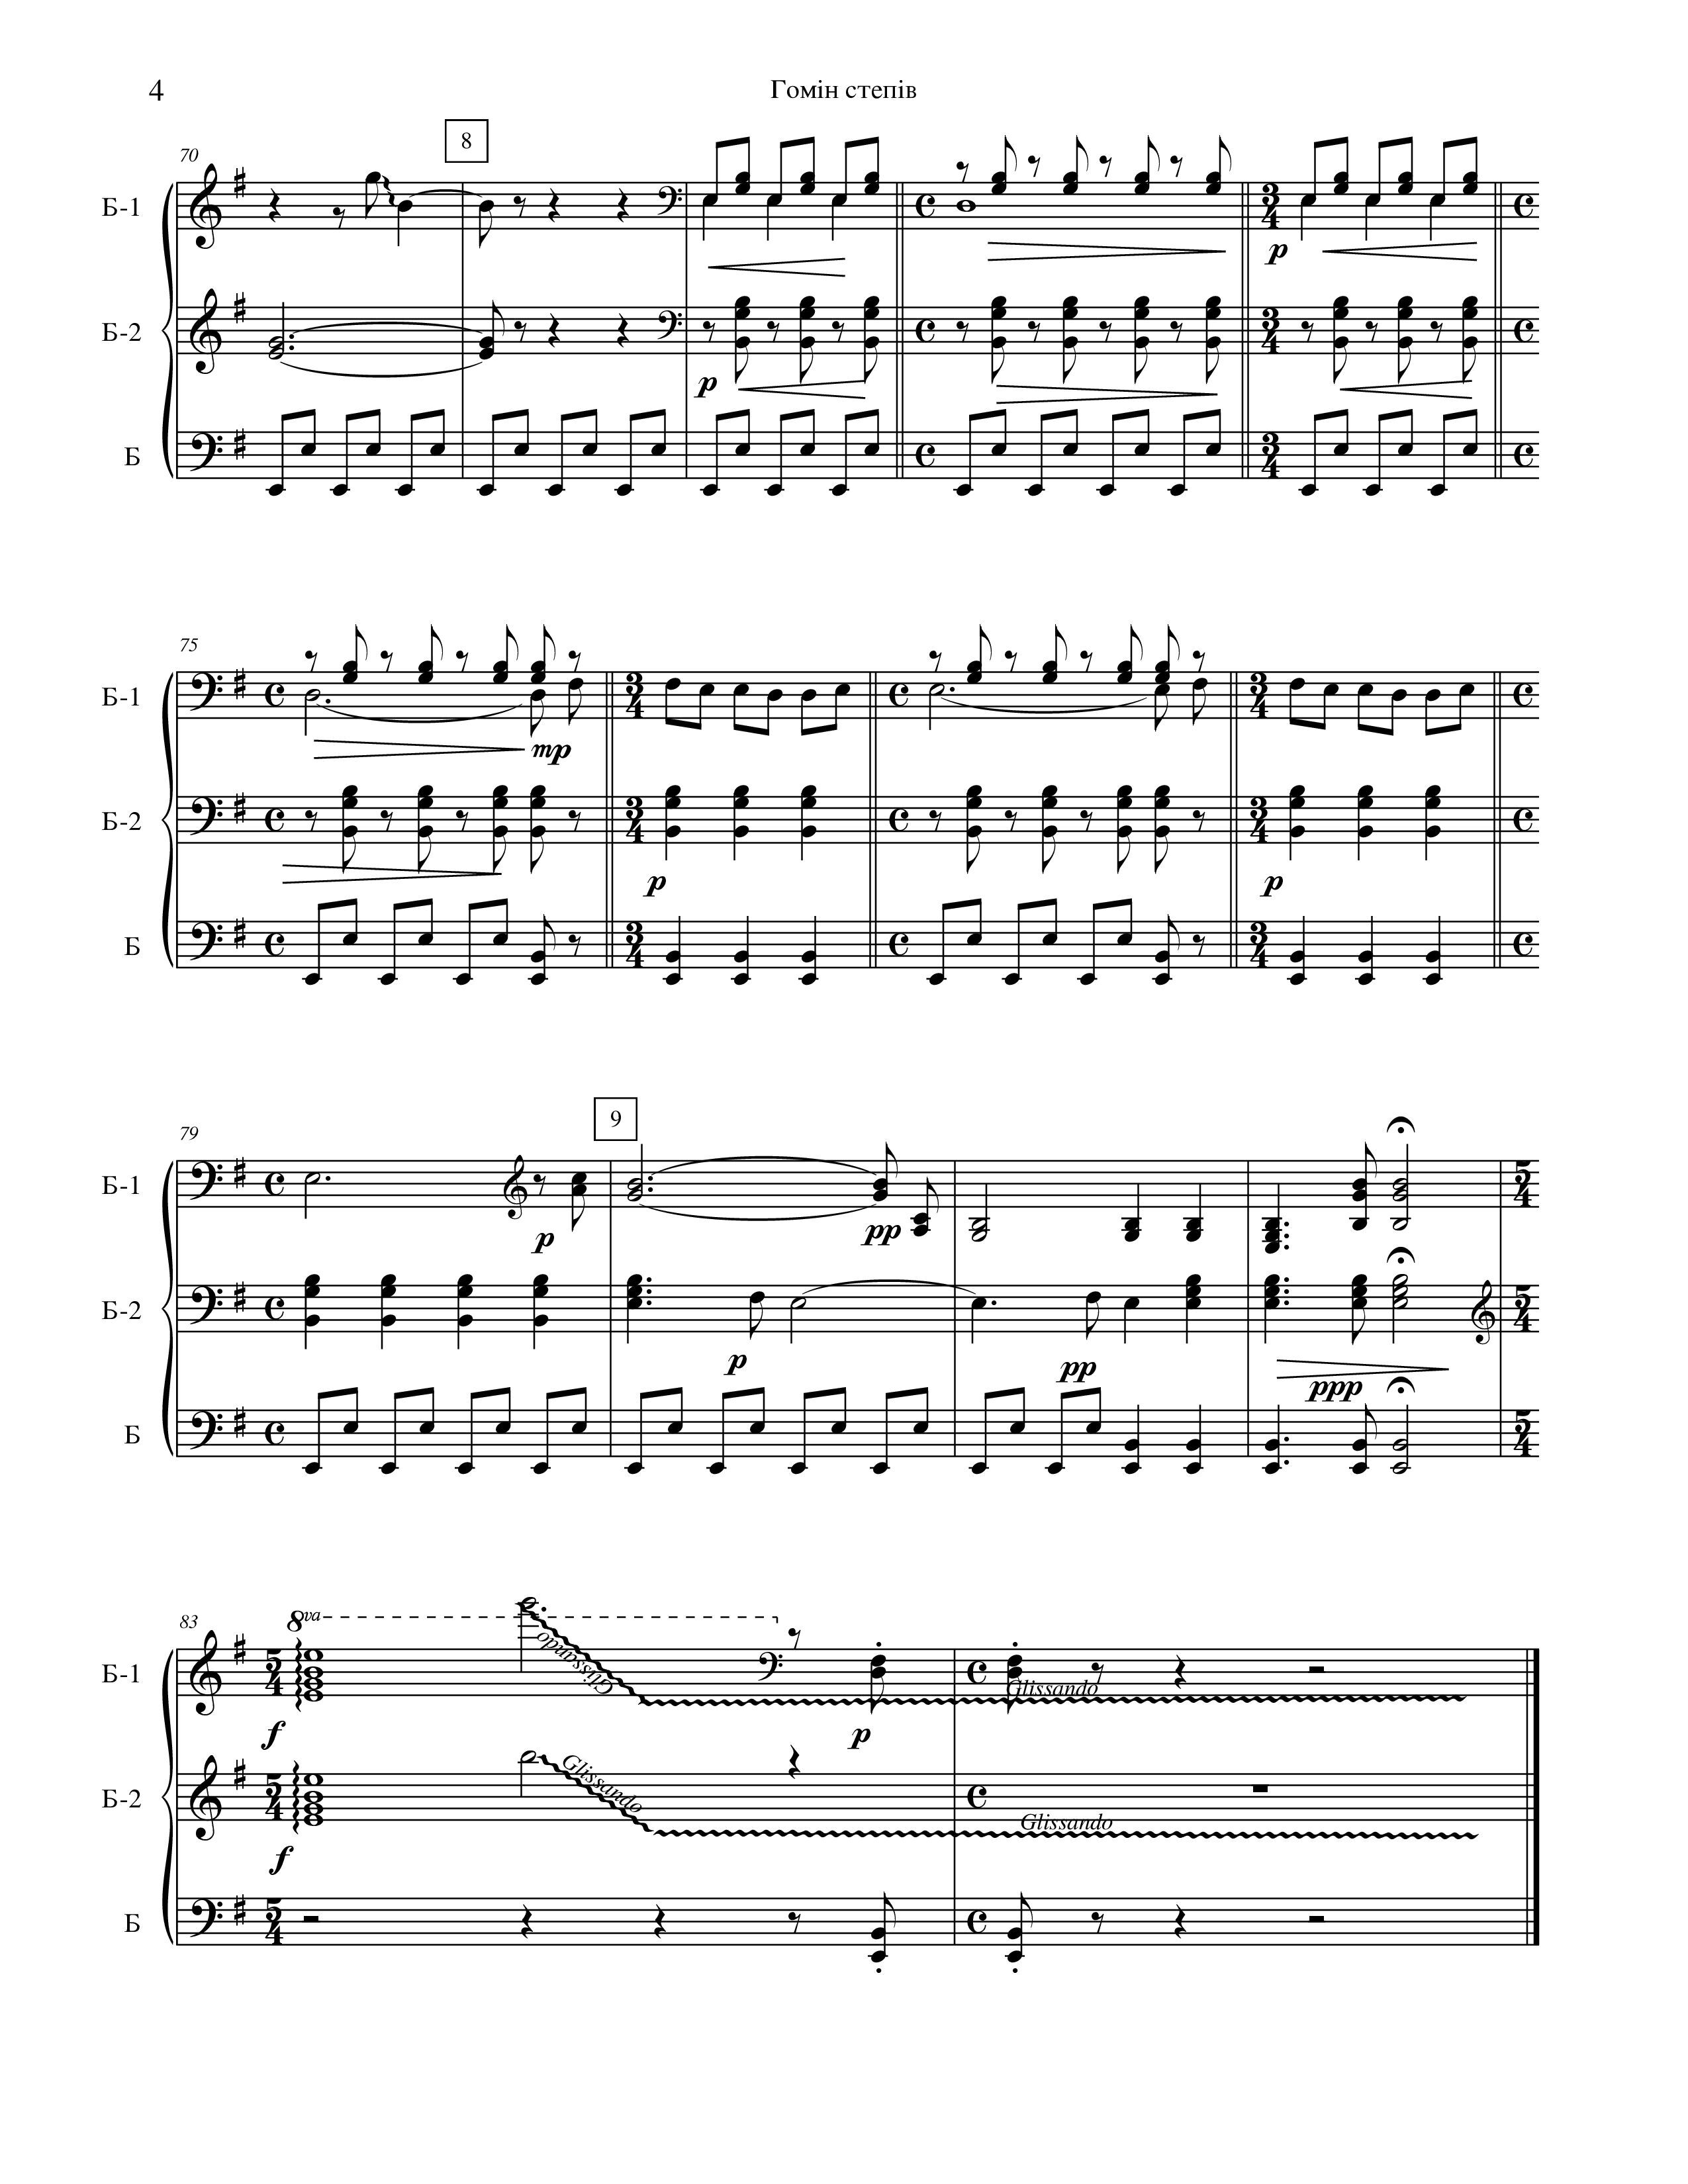 4
Гомін степів
70
8
Б-1
p
Б-2
p
Б
75
Б-1
mp
Б-2
p
p
Б
79
9
Б-1
p
pp
Б-2
p
pp
ppp
Б
83
8va
Б-1
Glissando
Glissando
f
p
Б-2
Glissando
Glissando
f
Б